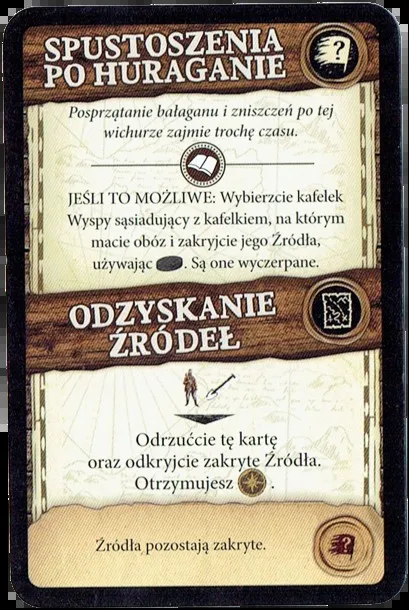 SPUSTOSZENIA
PO HURAGANIE
?
Posprzątanie bałaganu i zniszczeń po tej
wichurze zajmie trochę czasu.
JEŚLI TO MOŻLIWE: Wybierzcie kafelek
Wyspy sąsiadujący z kafelkiem, na którym
macie obóz i zakryjcie jego Źródła,
używając . Są one wyczerpane.
ODZYSKANIE
ŹRÓDEŁ
Odrzućcie tę kartę
oraz odkryjcie zakryte Źródła.
Otrzymujesz .
Źródła pozostają zakryte.
?